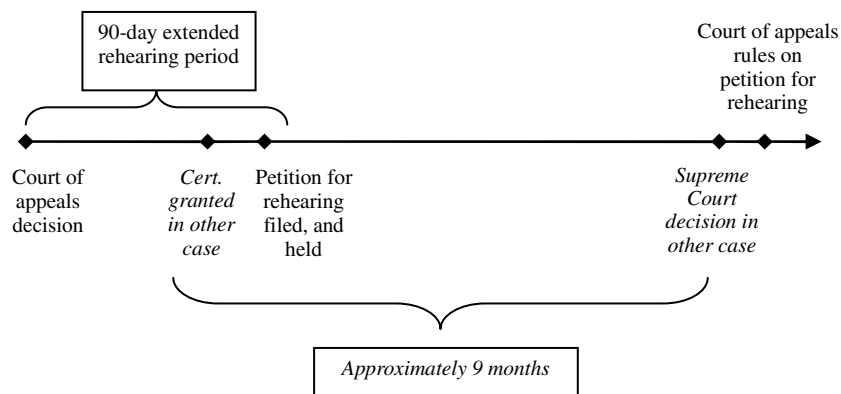 90-day extended
rehearing period
Court of appeals
rules on
petition for
rehearing
Court of
appeals
decision
Cert.
granted
in other
case
Petition for
rehearing
filed, and
held
Supreme
Court
decision in
other case
Approximately 9 months